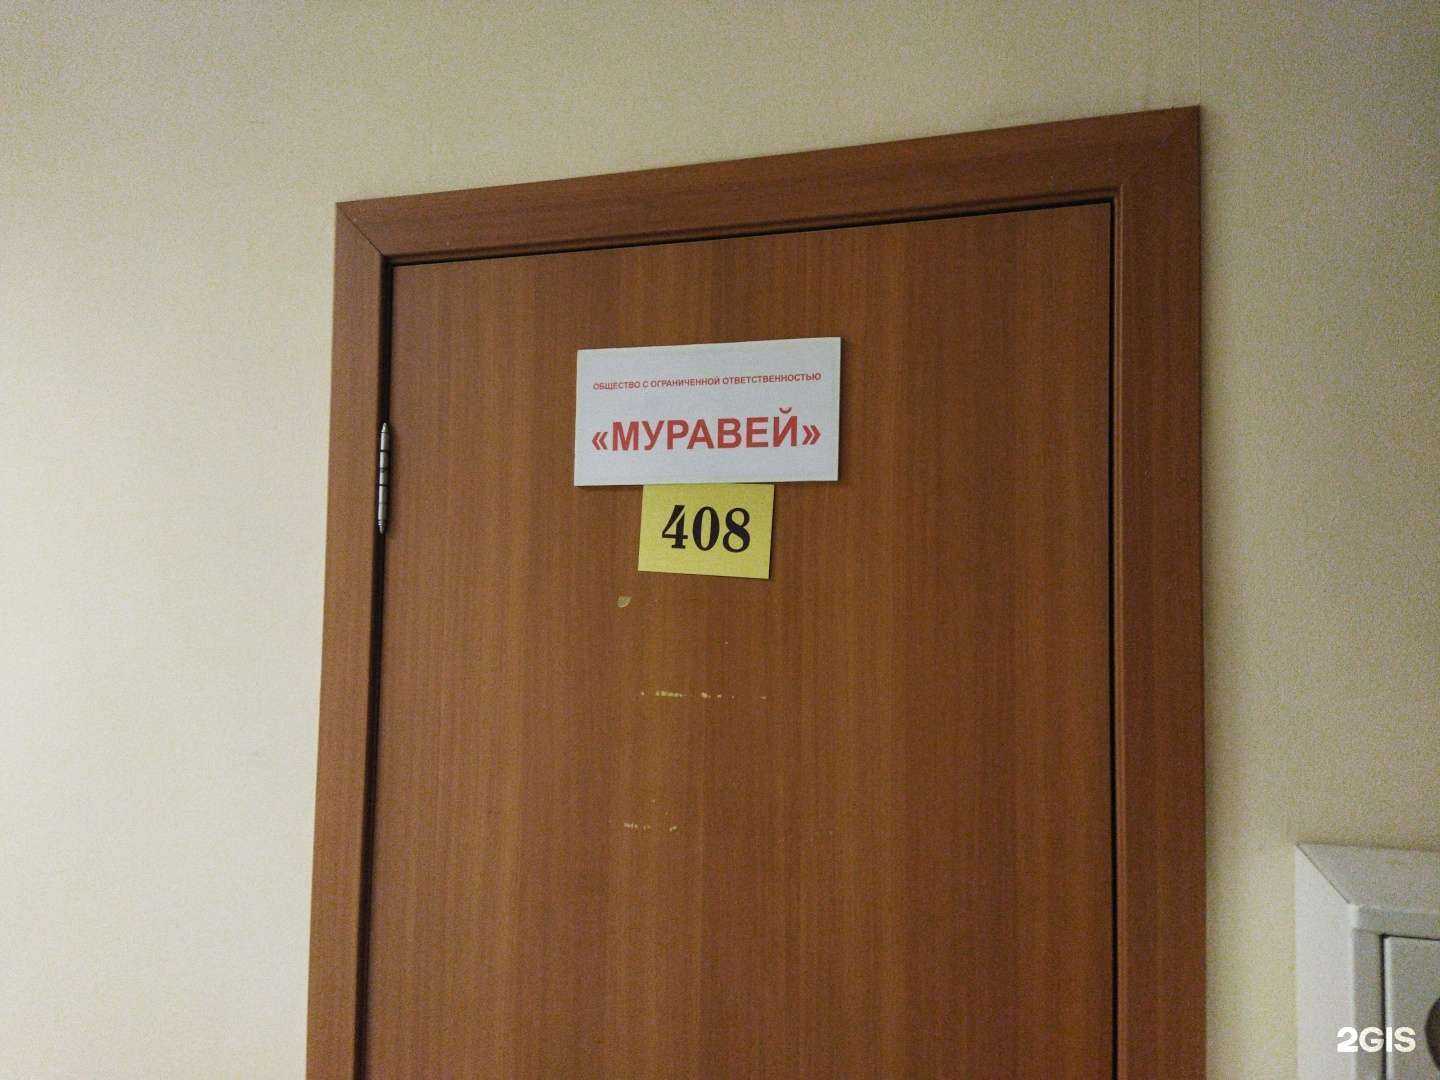 ОБЩЕСТВО С ОГРАНИЧЕННОЙ ОТВЕТСТВЕННОСТЬЮ
«МУРАВЕЙ»
408
2GIS